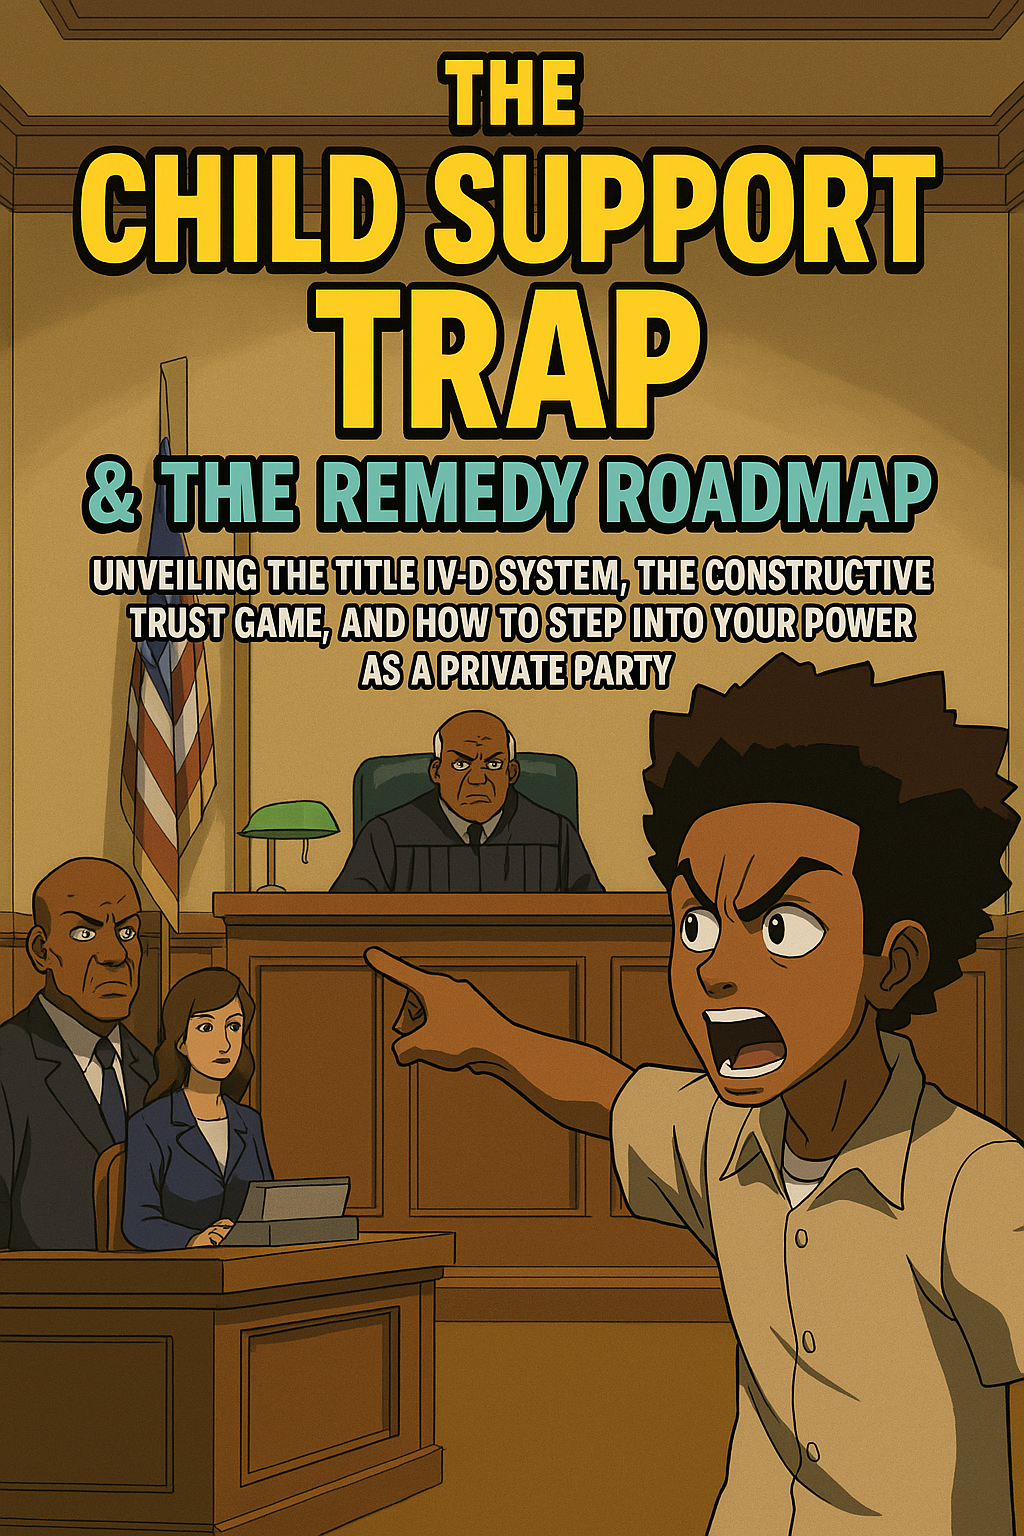 THE
CHILD SUPPORT
TRAP
& THE REMEDY ROADMAP
UNVEILING THE TITLE IV-D SYSTEM, THE CONSTRUCTIVE
TRUST GAME, AND HOW TO STEP INTO YOUR POWER
AS A PRIVATE PARTY